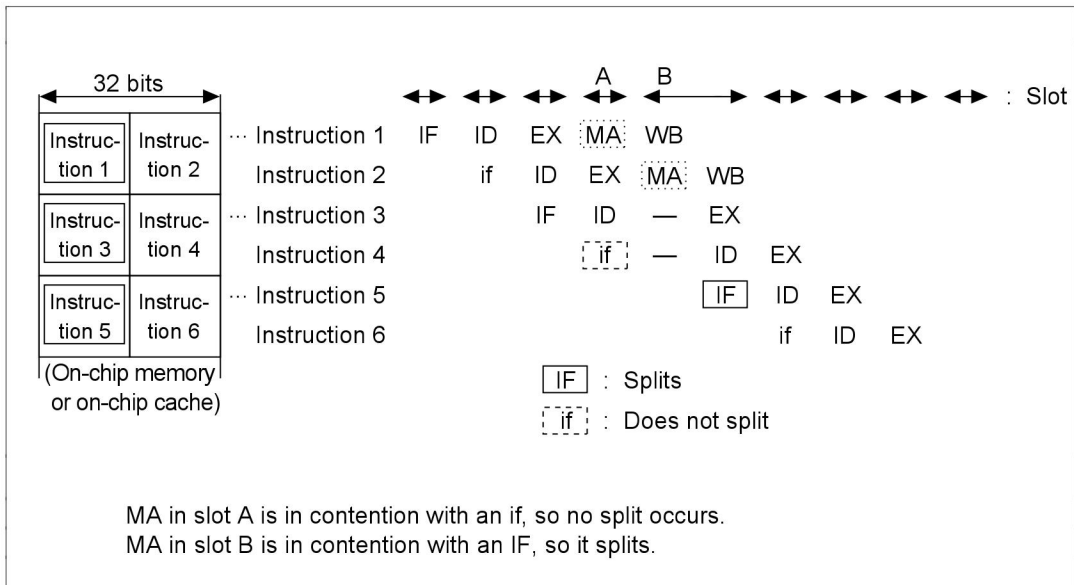 32 bits
A B
: Slot
Instruc-
tion 1
Instruc-
tion 2
Instruc-
tion 3
Instruc-
tion 4
Instruc-
tion 5
Instruc-
tion 6
(On-chip memory
or on-chip cache)
··· Instruction 1 IF ID EX MA WB
Instruction 2 if ID EX MA WB
··· Instruction 3 IF ID — EX
Instruction 4 if — ID EX
··· Instruction 5 IF ID EX
Instruction 6 if ID EX
IF : Splits
if : Does not split
MA in slot A is in contention with an if, so no split occurs.
MA in slot B is in contention with an IF, so it splits.